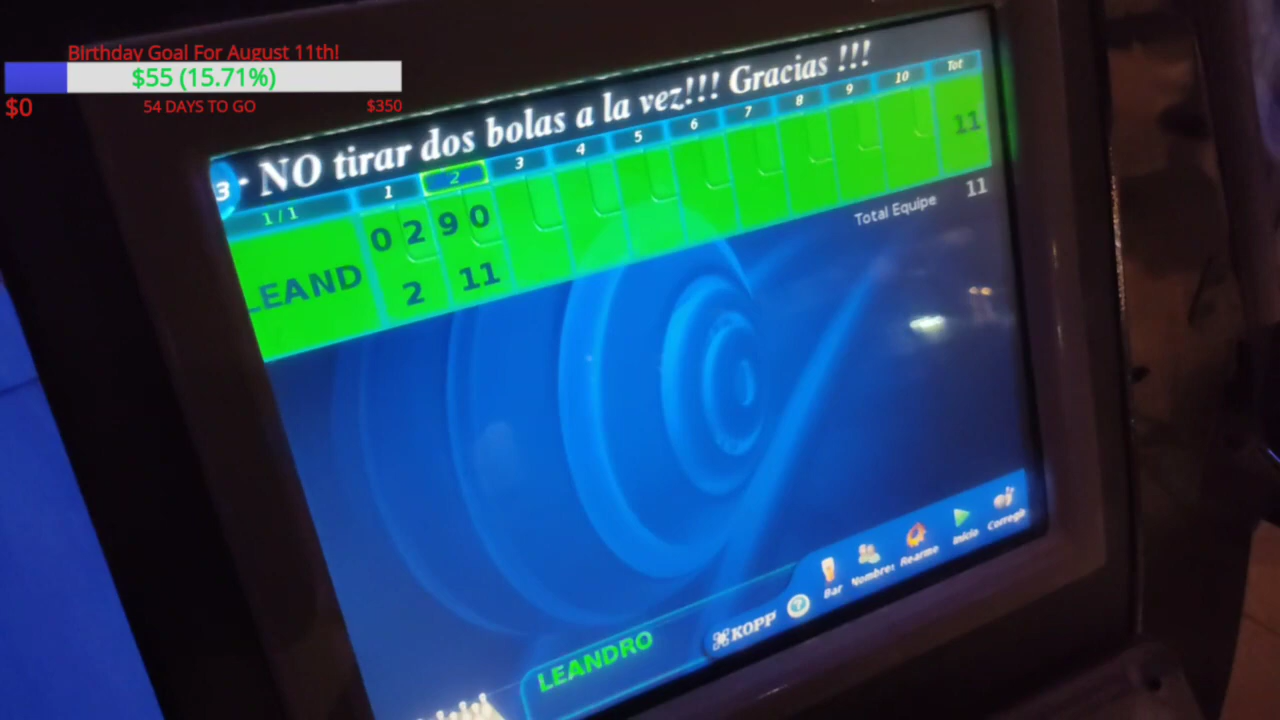 Birthday Goal For August 11th!
$55 (15.71%)
$0 54 DAYS TO GO $350
3 - NO tirar dos bolas a la vez!!! Gracias !!!
1/1 1 2 3 4 5 6 7 8 9 10 Tot
LEAND 0 2 9 0 11
2 11
Total Equipe 11
Bar Nombres Rearme Inicio Corregir
KOPP ?
LEANDRO